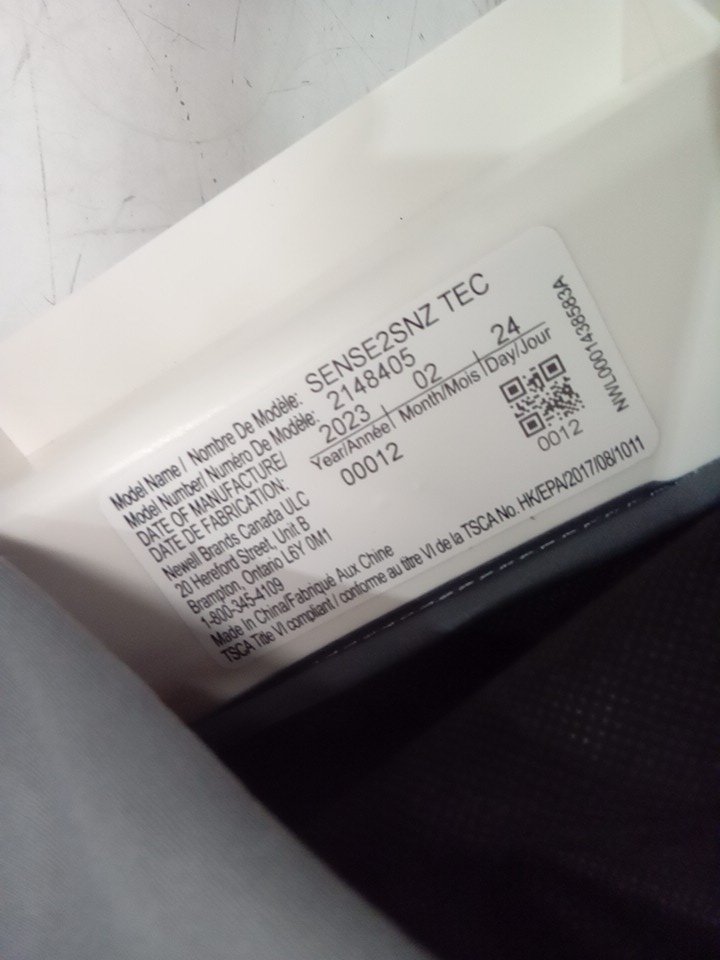 Model Name / Nombre De Modèle: SENSE2SNZ TEC
Model Number/ Numéro De Modèle: 2148405
DATE OF MANUFACTURE/ 2023 02 24
DATE DE FABRICATION: Year/Année Month/Mois Day/Jour
00012
Newell Brands Canada ULC
20 Hereford Street, Unit B
Brampton, Ontario L6Y 0M1
1-800-345-4109
Made In China/Fabriqué Aux Chine
TSCA Title VI compliant / conforme au titre VI de la TSCA No. HK/EPA/2017/08/1011
0012
NWL0001438583A